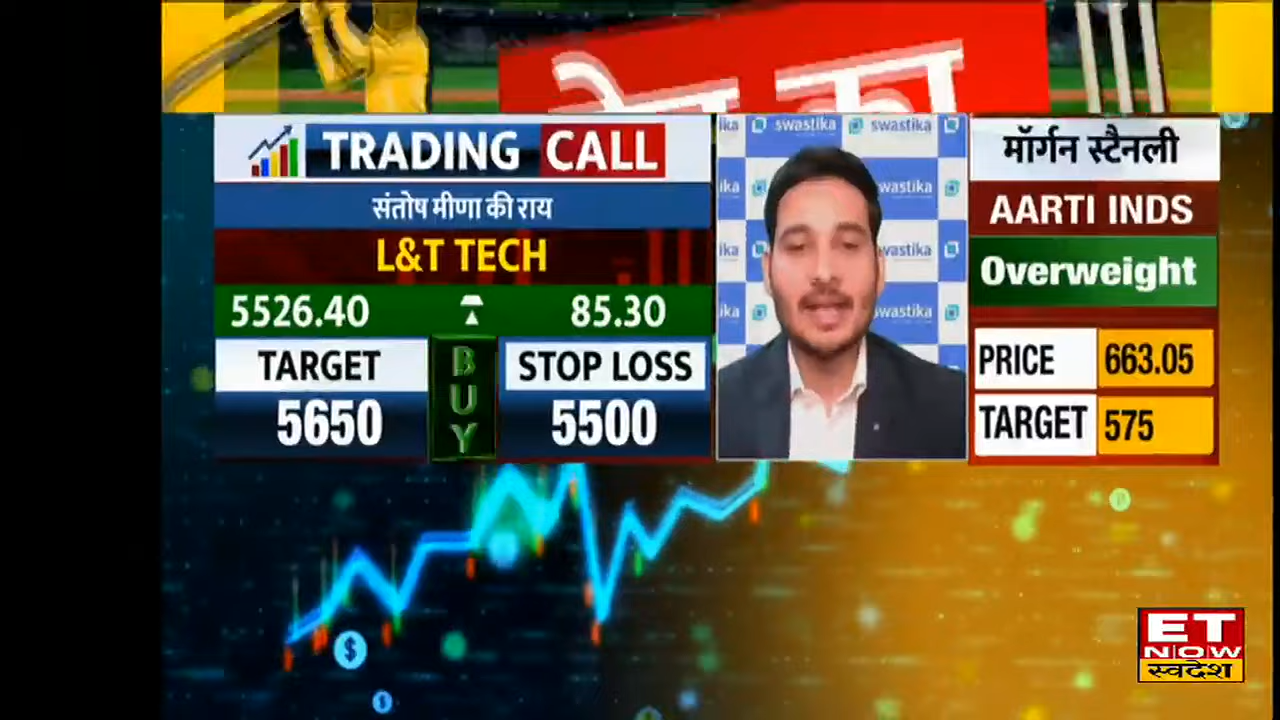 TRADING CALL
संतोष मीणा की राय
L&T TECH
5526.40 85.30
TARGET
5650
BUY
STOP LOSS
5500
swastika swastika
मॉर्गन स्टैनली
AARTI INDS
Overweight
PRICE 663.05
TARGET 575
ET
NOW
स्वदेश